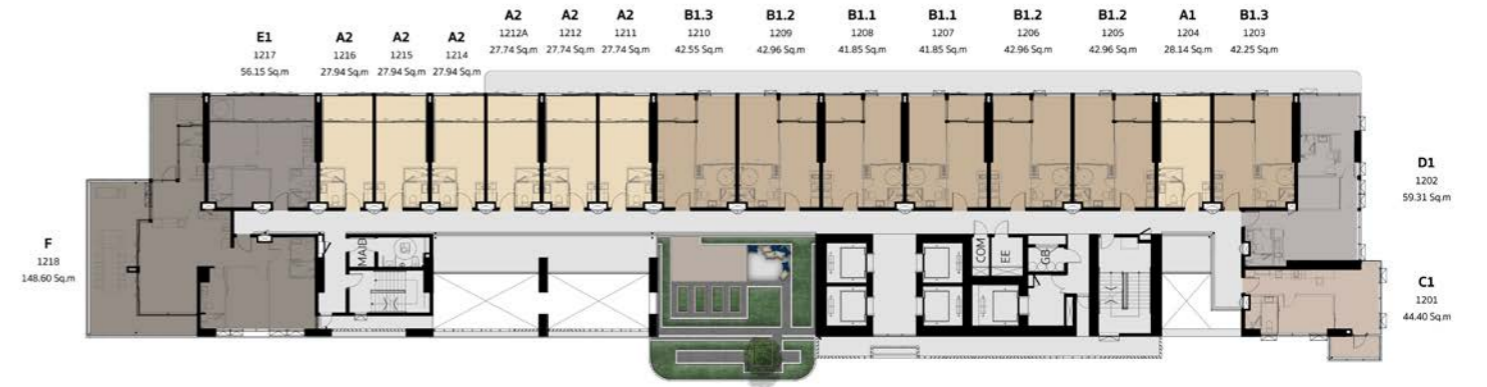 E1
1217
56.15 Sq.m
A2
1216
27.94 Sq.m
A2
1215
27.94 Sq.m
A2
1214
27.94 Sq.m
A2
1212A
27.74 Sq.m
A2
1212
27.74 Sq.m
A2
1211
27.74 Sq.m
B1.3
1210
42.55 Sq.m
B1.2
1209
42.96 Sq.m
B1.1
1208
41.85 Sq.m
B1.1
1207
41.85 Sq.m
B1.2
1206
42.96 Sq.m
B1.2
1205
42.96 Sq.m
A1
1204
28.14 Sq.m
B1.3
1203
42.25 Sq.m
D1
1202
59.31 Sq.m
F
1218
148.60 Sq.m
MAID
COM
EE
GB
C1
1201
44.40 Sq.m